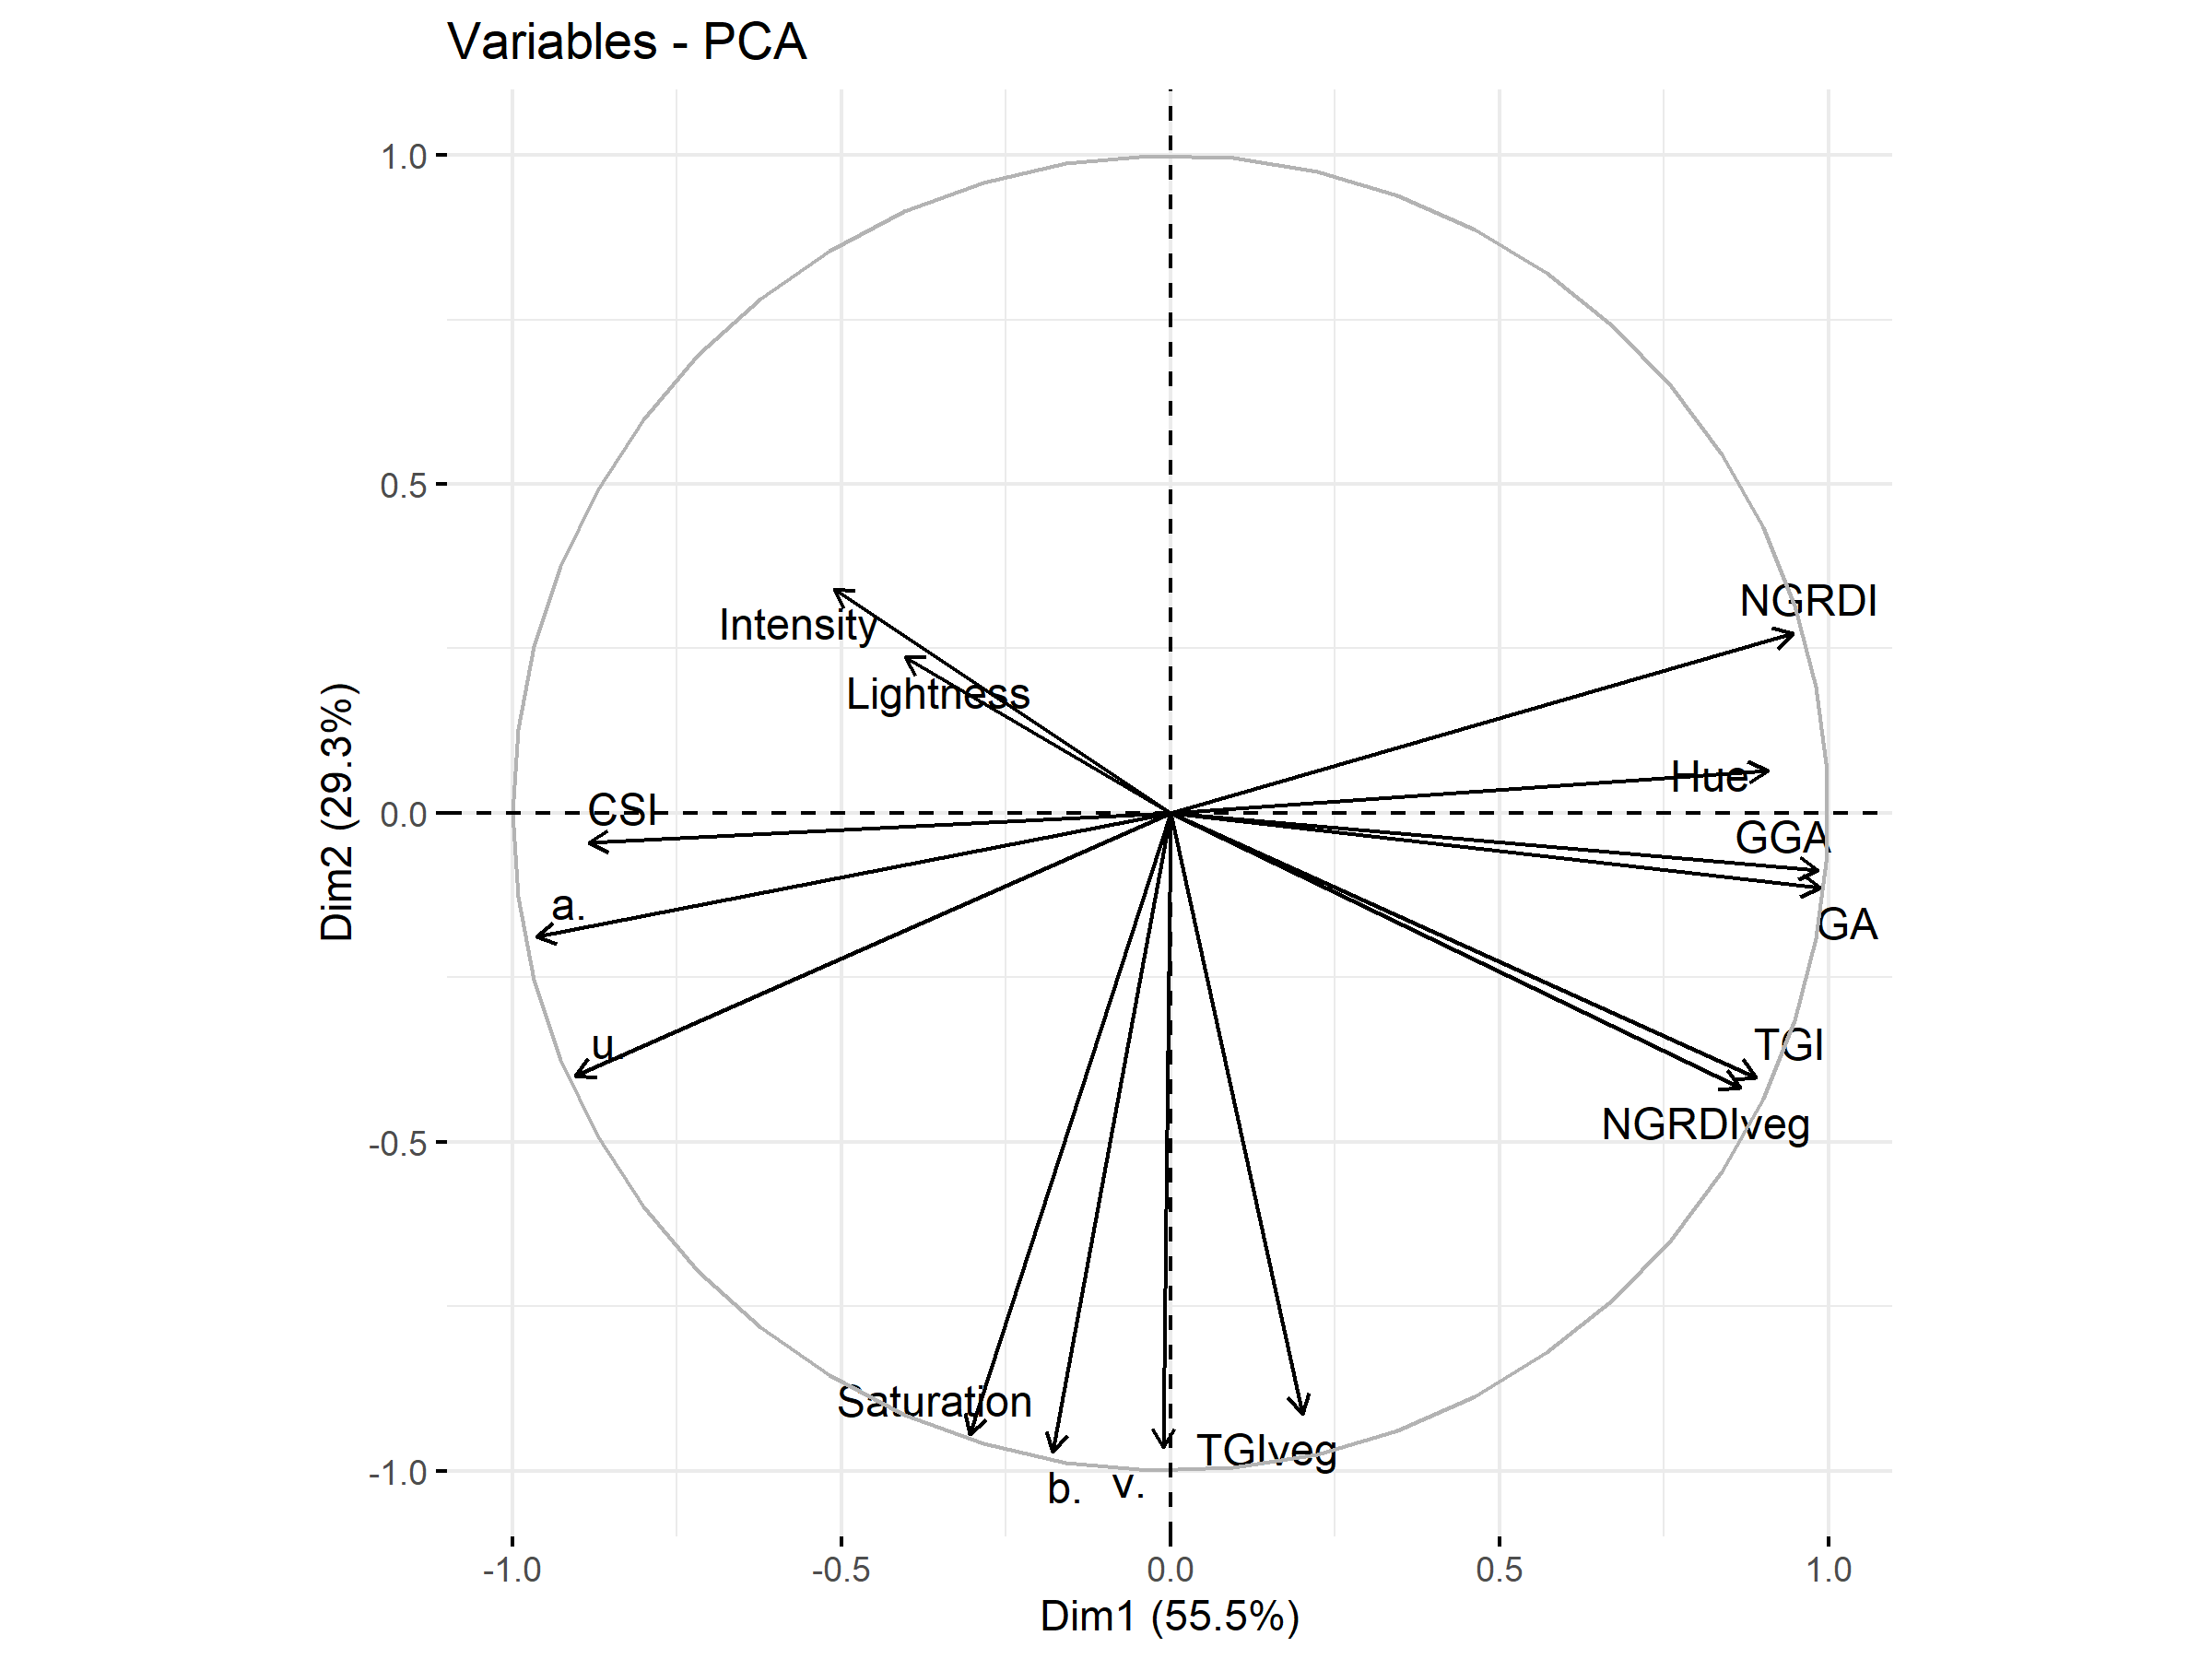 Variables - PCA
1.0
0.5
0.0
-0.5
-1.0
Dim2 (29.3%)
NGRDI
Intensity
Lightness
Hue
CSI
GGA
a.
GA
u.
TGI
NGRDIveg
Saturation
TGIveg
b.
v.
-1.0
-0.5
0.0
0.5
1.0
Dim1 (55.5%)